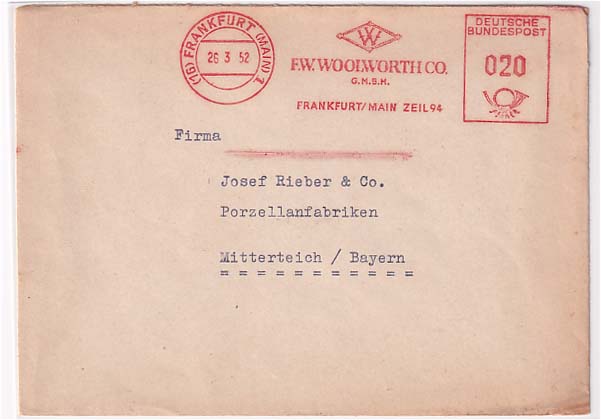 (16) FRANKFURT (MAIN) 1
26 3 52
W
F.W. WOOLWORTH CO.
G.M.B.H.
FRANKFURT/MAIN ZEIL 94
DEUTSCHE
BUNDESPOST
020
Firma
Josef Rieber & Co.
Porzellanfabriken
Mitterteich / Bayern
= = = = = = = = = = =